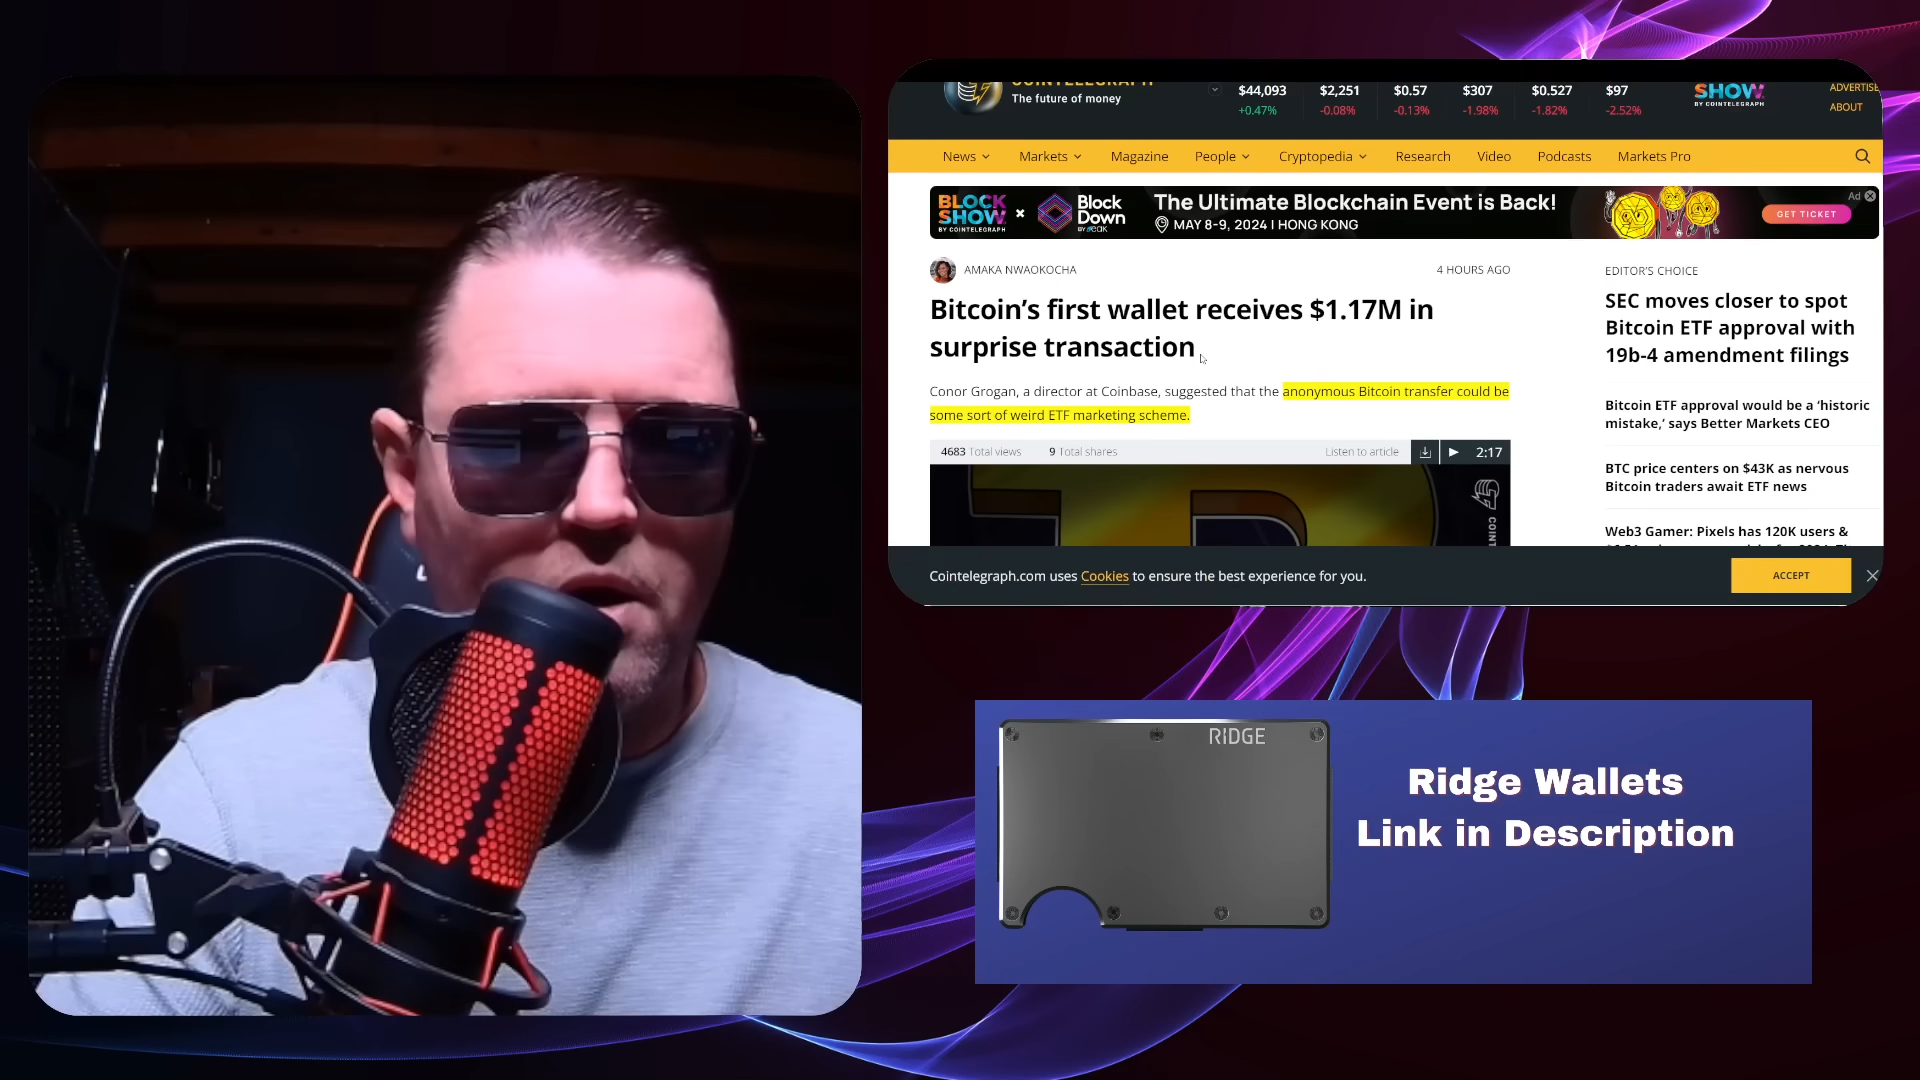 COINTELEGRAPH
The future of money
$44,093
+0.47%
$2,251
-0.08%
$0.57
-0.13%
$307
-1.98%
$0.527
-1.82%
$97
-2.52%
SHOW
BY COINTELEGRAPH
ADVERTISE
ABOUT
News
Markets
Magazine
People
Cryptopedia
Research
Video
Podcasts
Markets Pro
BLOCK
SHOW
BY COINTELEGRAPH
×
Block
Down
The Ultimate Blockchain Event is Back!
MAY 8-9, 2024 | HONG KONG
GET TICKET
Ad
AMAKA NWAOKOCHA
4 HOURS AGO
Bitcoin’s first wallet receives $1.17M in
surprise transaction
Conor Grogan, a director at Coinbase, suggested that the anonymous Bitcoin transfer could be
some sort of weird ETF marketing scheme.
4683 Total views
9 Total shares
Listen to article
2:17
COINT
EDITOR’S CHOICE
SEC moves closer to spot
Bitcoin ETF approval with
19b-4 amendment filings
Bitcoin ETF approval would be a ‘historic
mistake,’ says Better Markets CEO
BTC price centers on $43K as nervous
Bitcoin traders await ETF news
Web3 Gamer: Pixels has 120K users &
Cointelegraph.com uses Cookies to ensure the best experience for you.
ACCEPT
RIDGE
Ridge Wallets
Link in Description